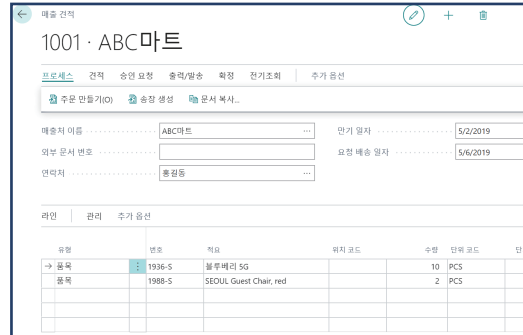 매출 견적
1001 · ABC마트
프로세스 견적 승인 요청 출력/발송 확정 전기조회 추가 옵션
주문 만들기(O) 송장 생성 문서 복사...
매출처 이름 ABC마트 ... 만기 일자 5/2/2019
외부 문서 번호 요청 배송 일자 5/6/2019
연락처 홍길동 ...
라인 관리 추가 옵션
유형 번호 적요 위치 코드 수량 단위 코드 단
→ 품목 1936-S 블루베리 5G 10 PCS
품목 1988-S SEOUL Guest Chair, red 2 PCS